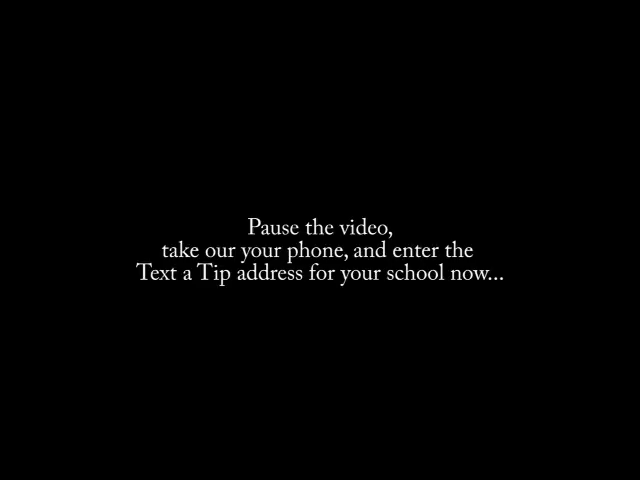 Pause the video,
take our your phone, and enter the
Text a Tip address for your school now...